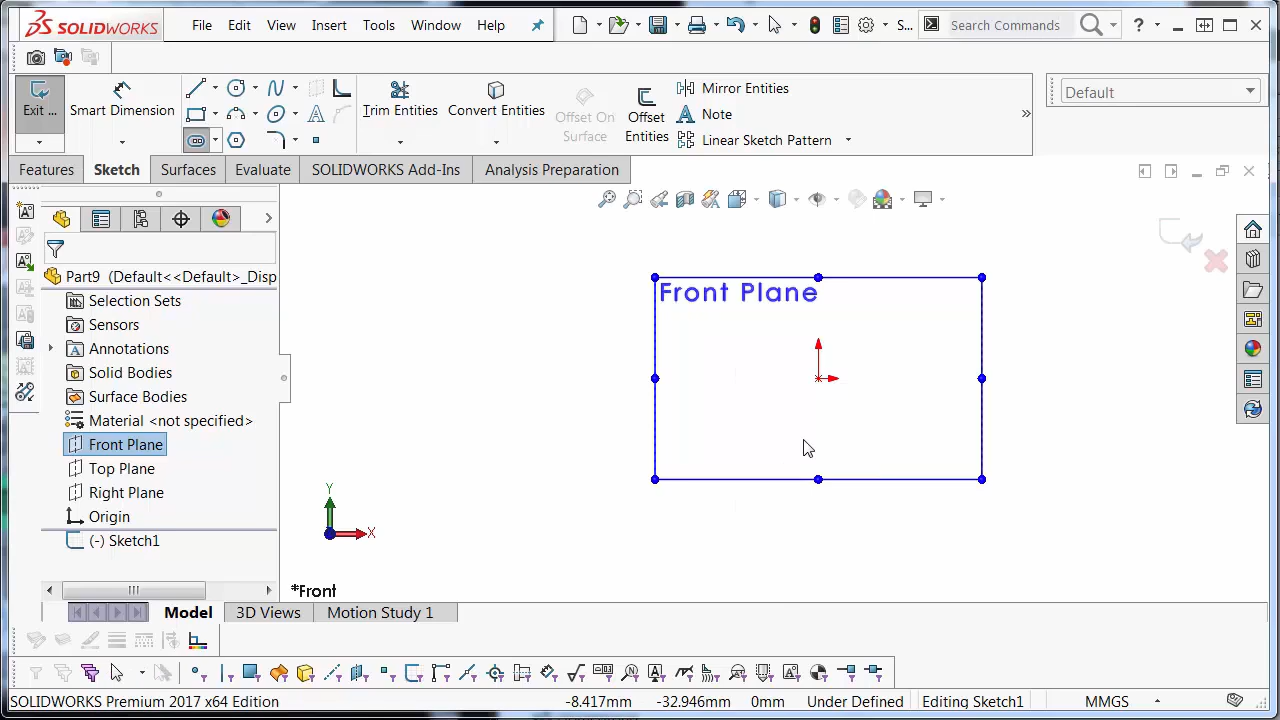 SOLIDWORKS File Edit View Insert Tools Window Help S... Search Commands ?
Exit ... Smart Dimension Trim Entities Convert Entities Offset On Surface Offset Entities Mirror Entities Default
Note
Linear Sketch Pattern »
Features Sketch Surfaces Evaluate SOLIDWORKS Add-Ins Analysis Preparation
Part9 (Default<<Default>_Disp
Selection Sets
Front Plane
Sensors
Annotations
Solid Bodies
Surface Bodies
Material <not specified>
Front Plane
Top Plane
Right Plane
Y
Origin
X
(-) Sketch1
*Front
Model 3D Views Motion Study 1
SOLIDWORKS Premium 2017 x64 Edition -8.417mm -32.946mm 0mm Under Defined Editing Sketch1 MMGS